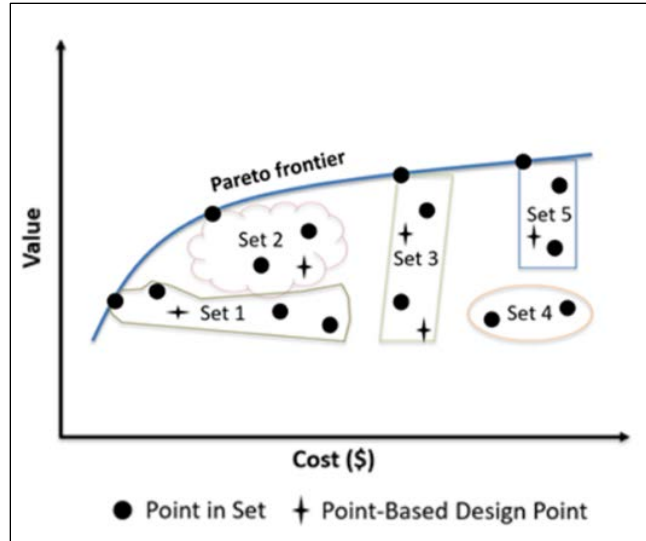 Pareto frontier
Value
Set 2
Set 5
Set 3
Set 1
Set 4
Cost ($)
Point in Set
Point-Based Design Point